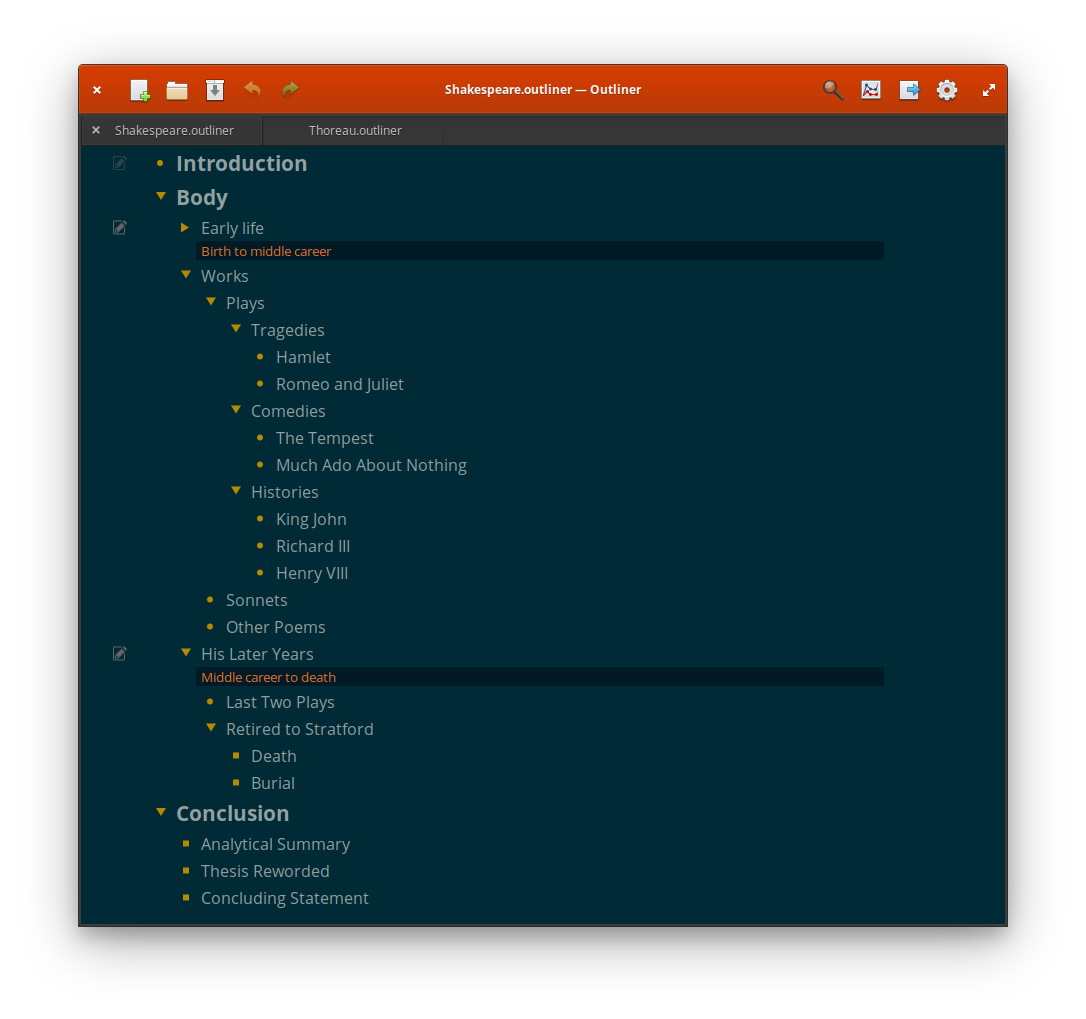 Shakespeare.outliner — Outliner
Shakespeare.outliner
Thoreau.outliner
Introduction
Body
Early life
Birth to middle career
Works
Plays
Tragedies
Hamlet
Romeo and Juliet
Comedies
The Tempest
Much Ado About Nothing
Histories
King John
Richard III
Henry VIII
Sonnets
Other Poems
His Later Years
Middle career to death
Last Two Plays
Retired to Stratford
Death
Burial
Conclusion
Analytical Summary
Thesis Reworded
Concluding Statement